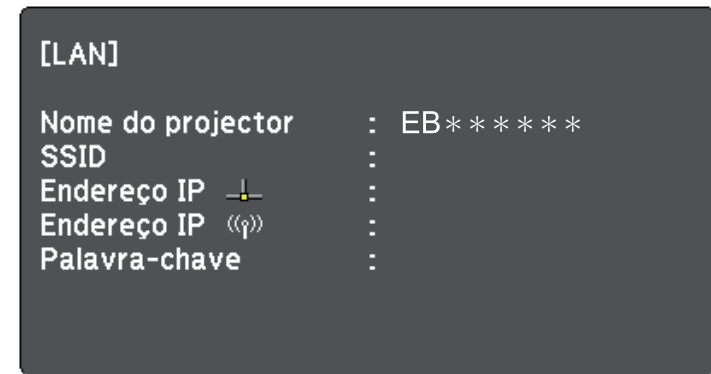 [LAN]
Nome do projector : EB******
SSID :
Endereço IP :
Endereço IP :
Palavra-chave :